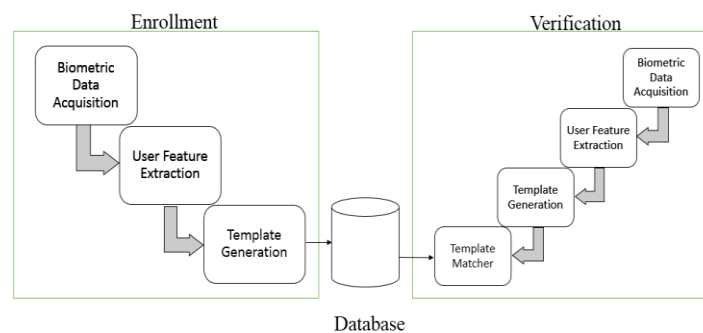 Enrollment
Biometric
Data
Acquisition
User Feature
Extraction
Template
Generation
Verification
Biometric
Data
Acquisition
User Feature
Extraction
Template
Generation
Template
Matcher
Database